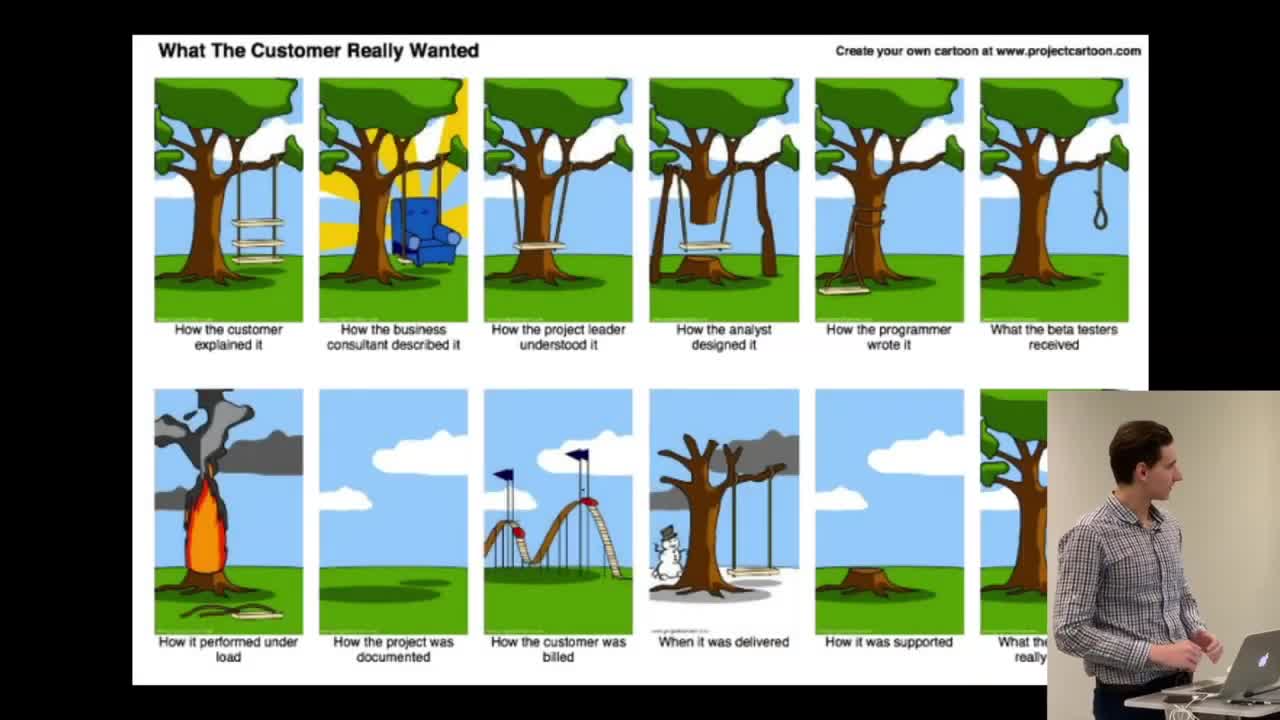 What The Customer Really Wanted
Create your own cartoon at www.projectcartoon.com
How the customer
explained it
How the business
consultant described it
How the project leader
understood it
How the analyst
designed it
How the programmer
wrote it
What the beta testers
received
How it performed under
load
How the project was
documented
How the customer was
billed
When it was delivered
How it was supported
What the
really